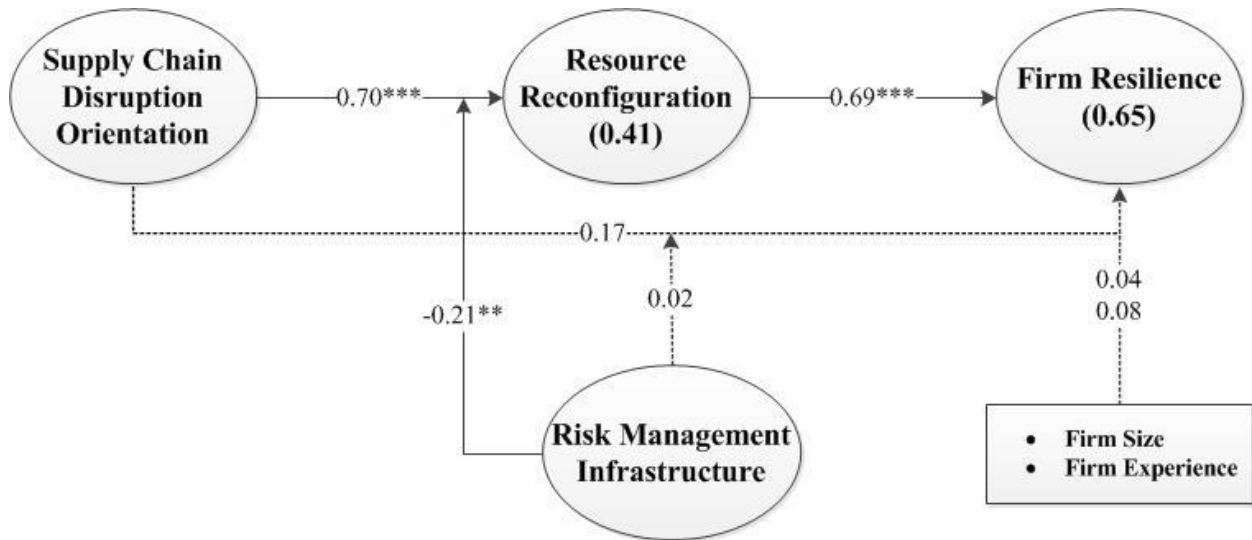 Supply Chain
Disruption
Orientation
0.70***
Resource
Reconfiguration
(0.41)
0.69***
Firm Resilience
(0.65)
0.17
-0.21**
0.02
0.04
0.08
Risk Management
Infrastructure
• Firm Size
• Firm Experience